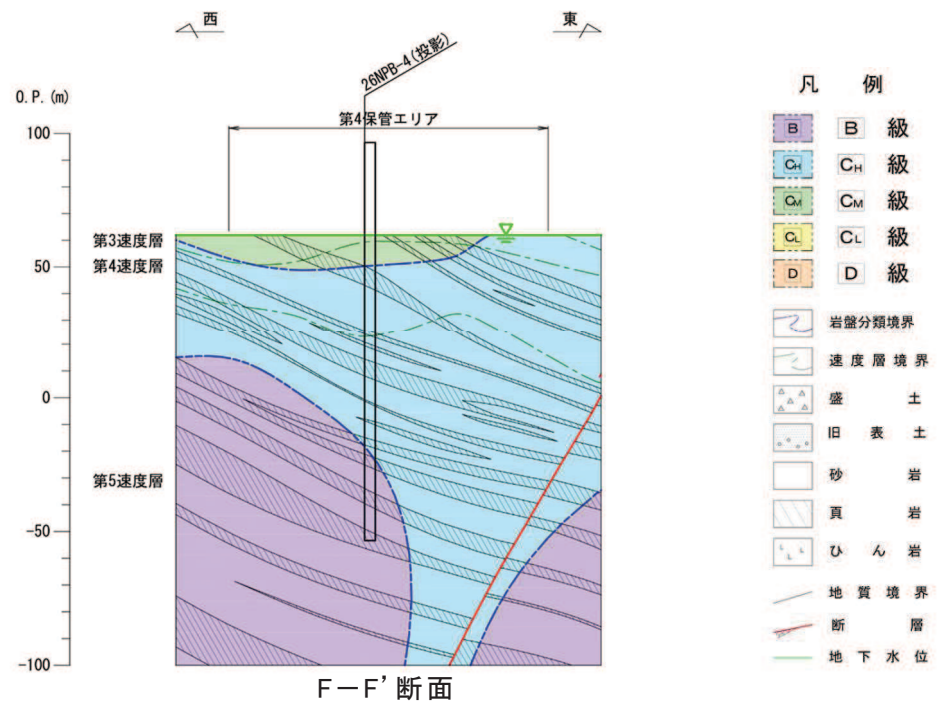 西
東
26NPB-4(投影)
O.P.(m)
第4保管エリア
100
第3速度層
第4速度層
50
0
第5速度層
-50
-100
F－F’断面
凡 例
B B 級
CH CH 級
CM CM 級
CL CL 級
D D 級
岩盤分類境界
速度層境界
盛 土
旧表土
砂 岩
頁 岩
ひん岩
地質境界
断 層
地下水位